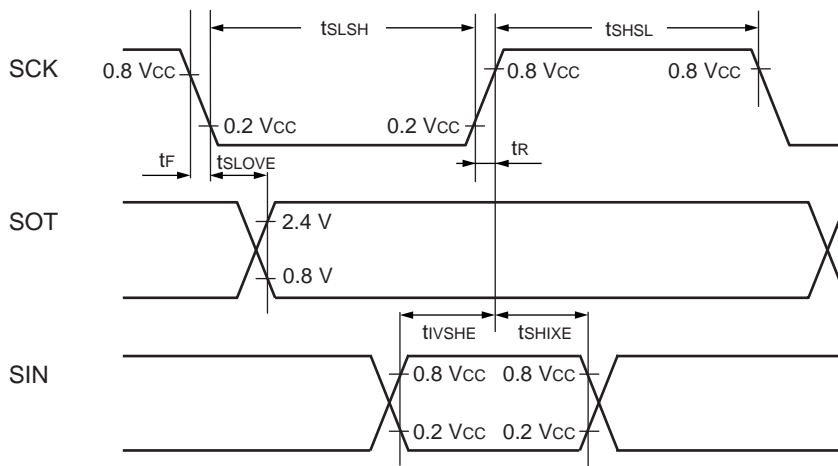 tSLSH tSHSL
SCK 0.8 VCC 0.8 VCC 0.8 VCC
0.2 VCC 0.2 VCC
tF tSLOVE tR
SOT 2.4 V
0.8 V
tIVSHE tSHIXE
SIN 0.8 VCC 0.8 VCC
0.2 VCC 0.2 VCC